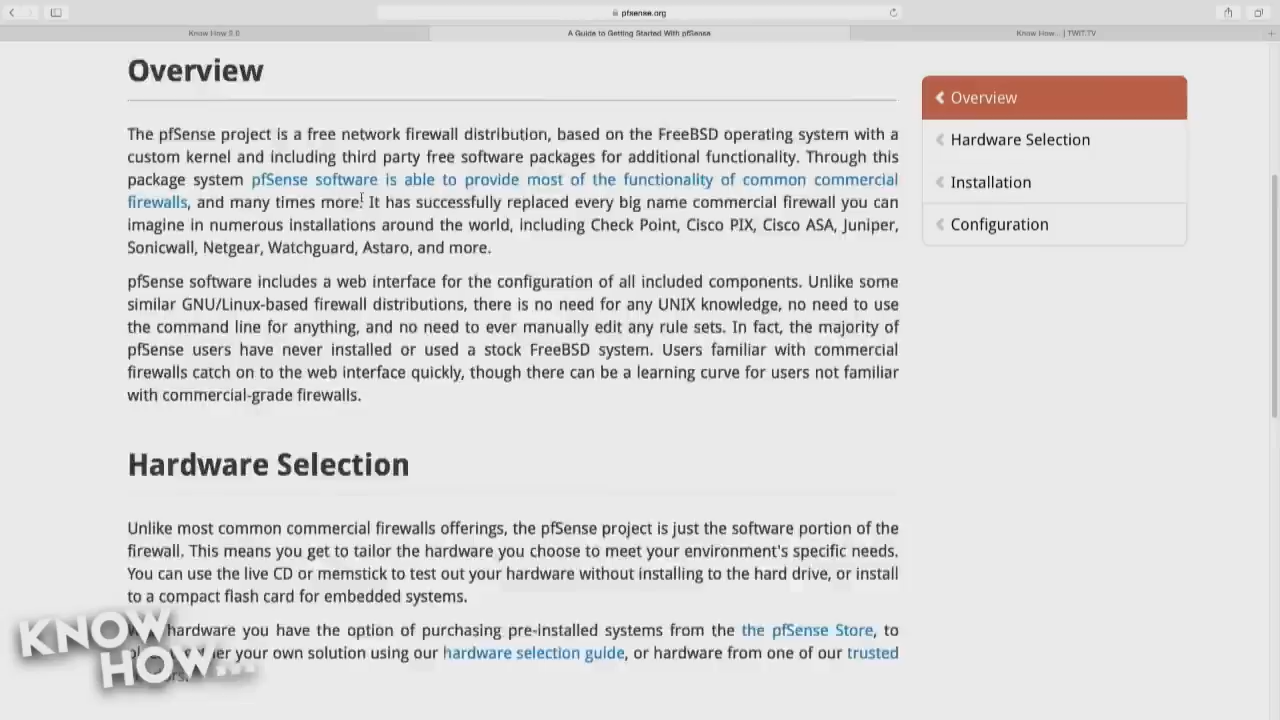 pfsense.org
Know How 5.0
A Guide to Getting Started With pfSense
Know How... | TWiT.TV
Overview
The pfSense project is a free network firewall distribution, based on the FreeBSD operating system with a
custom kernel and including third party free software packages for additional functionality. Through this
package system pfSense software is able to provide most of the functionality of common commercial
firewalls, and many times more. It has successfully replaced every big name commercial firewall you can
imagine in numerous installations around the world, including Check Point, Cisco PIX, Cisco ASA, Juniper,
Sonicwall, Netgear, Watchguard, Astaro, and more.
pfSense software includes a web interface for the configuration of all included components. Unlike some
similar GNU/Linux-based firewall distributions, there is no need for any UNIX knowledge, no need to use
the command line for anything, and no need to ever manually edit any rule sets. In fact, the majority of
pfSense users have never installed or used a stock FreeBSD system. Users familiar with commercial
firewalls catch on to the web interface quickly, though there can be a learning curve for users not familiar
with commercial-grade firewalls.
Hardware Selection
Unlike most common commercial firewalls offerings, the pfSense project is just the software portion of the
firewall. This means you get to tailor the hardware you choose to meet your environment's specific needs.
You can use the live CD or memstick to test out your hardware without installing to the hard drive, or install
to a compact flash card for embedded systems.
hardware you have the option of purchasing pre-installed systems from the the pfSense Store, to
your own solution using our hardware selection guide, or hardware from one of our trusted
Overview
Hardware Selection
Installation
Configuration
KNOW
HOW...